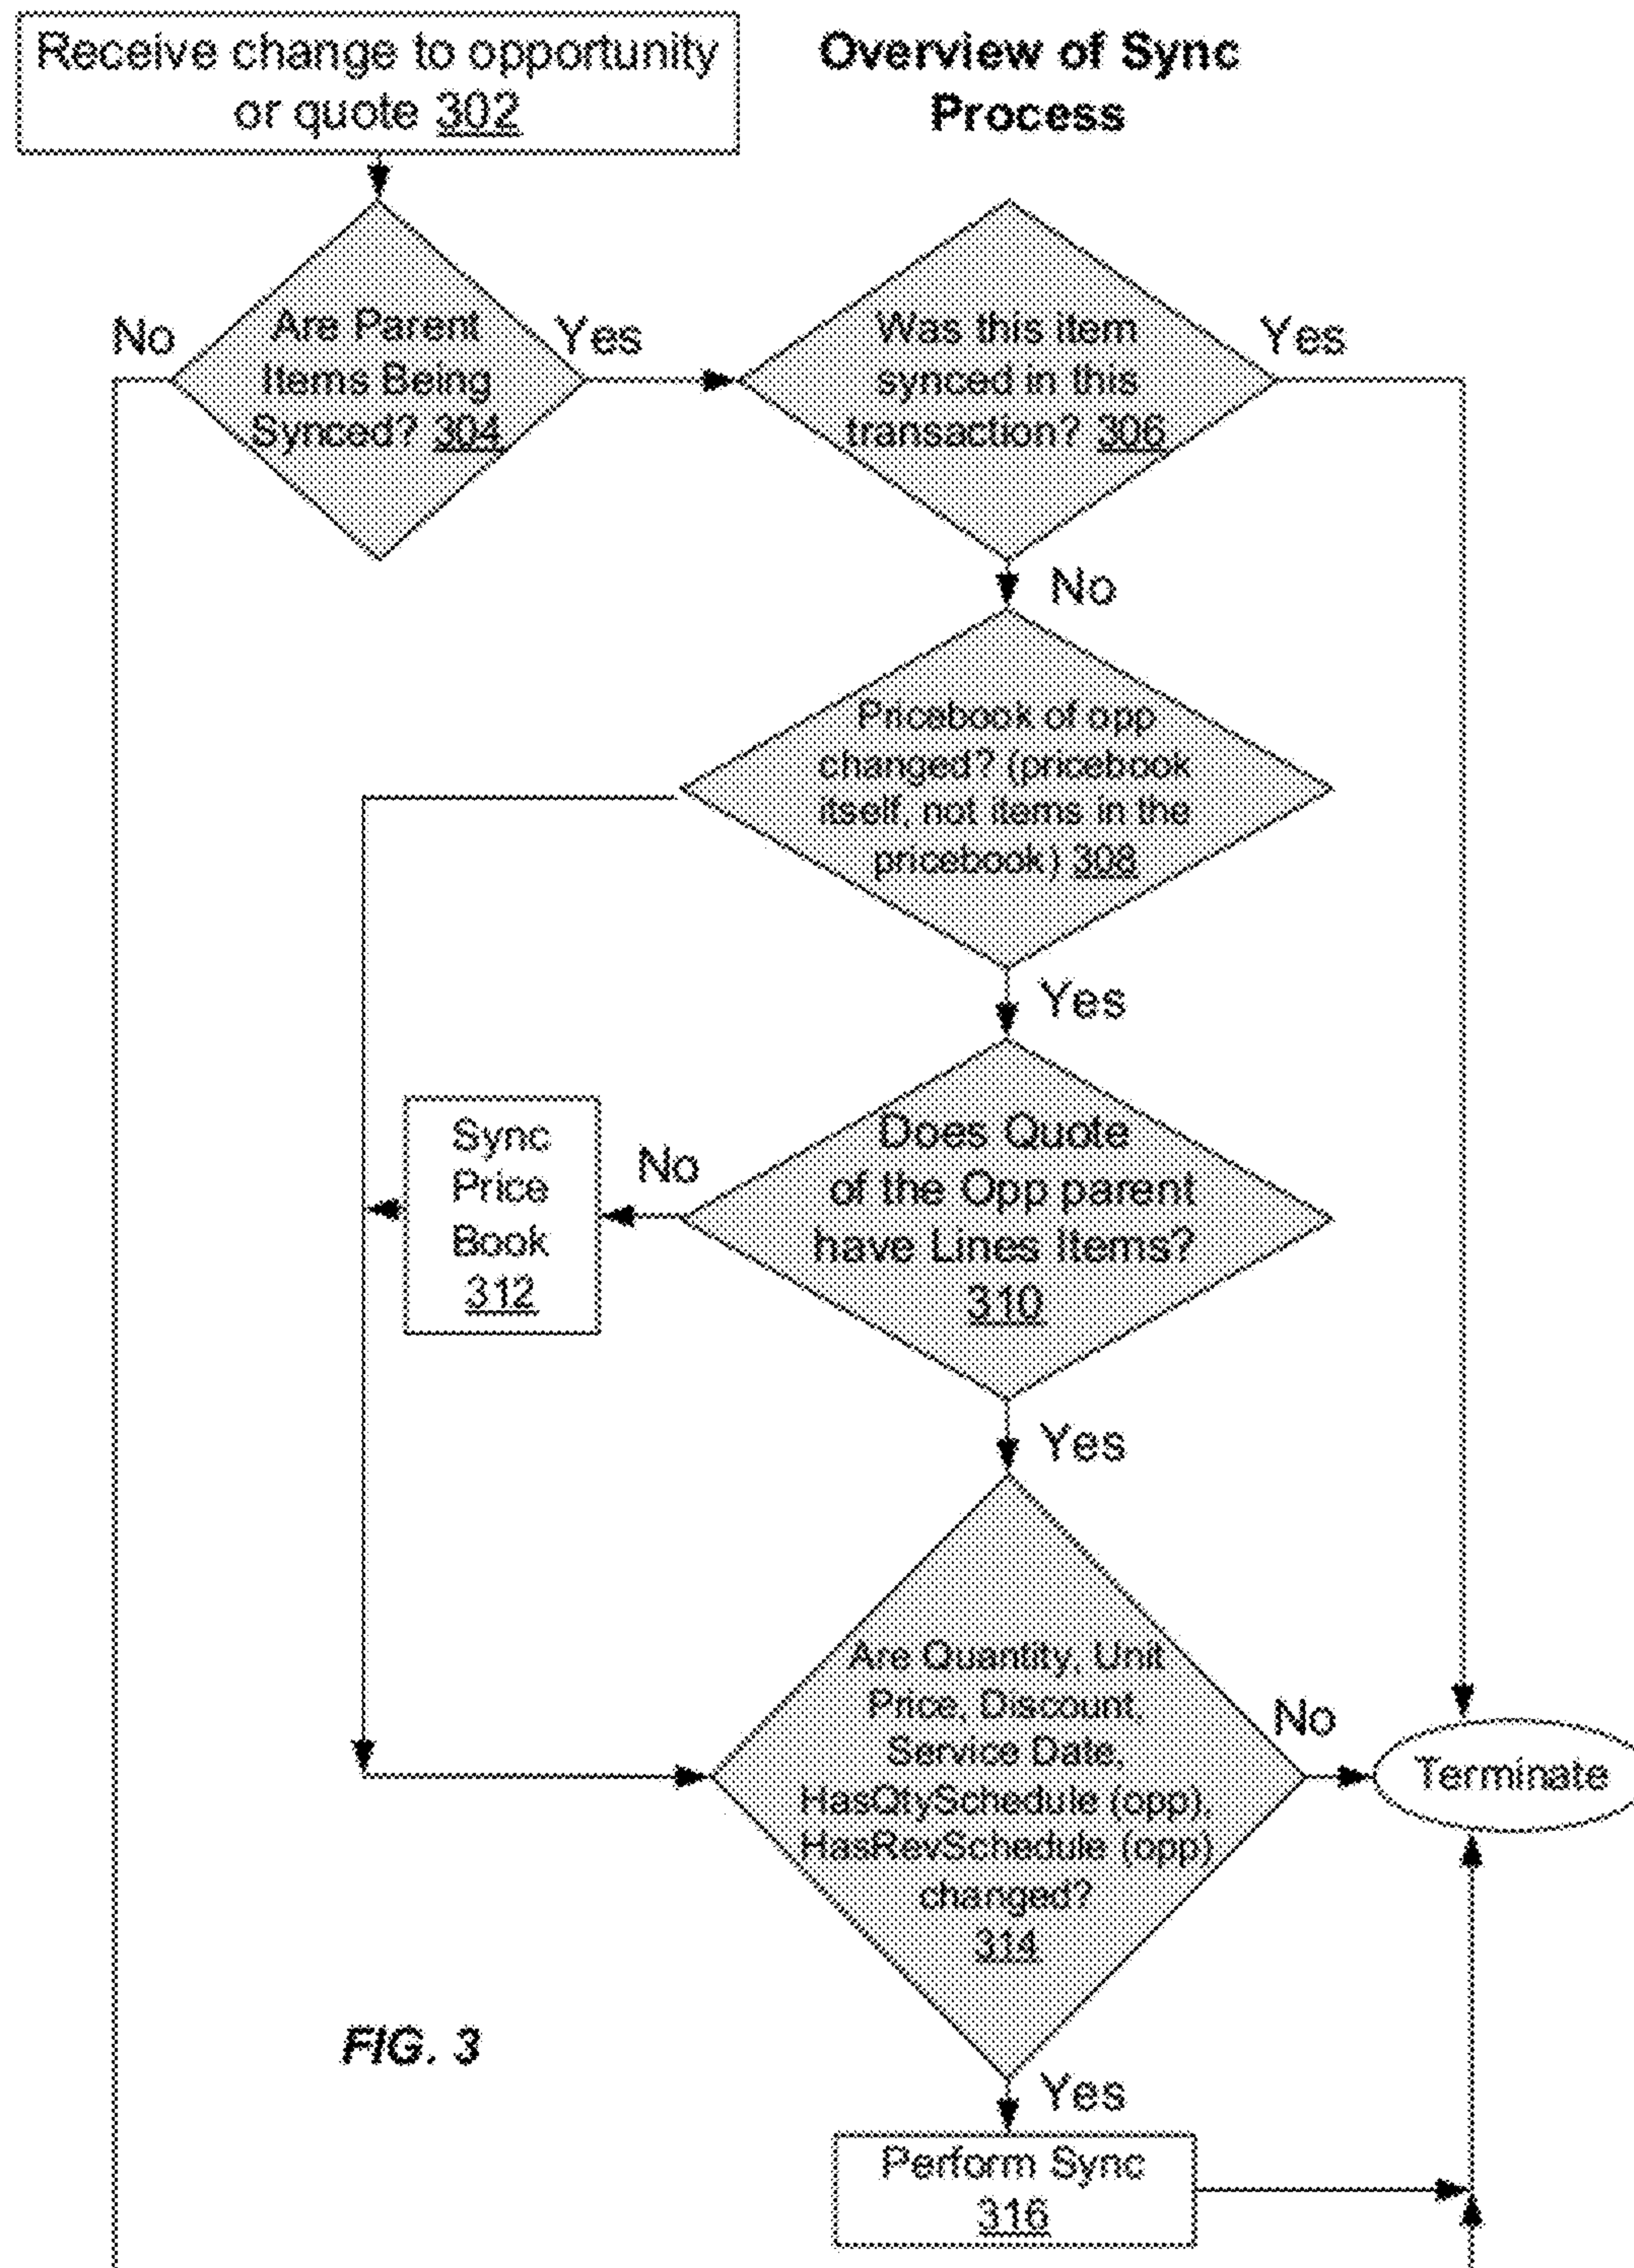 Receive change to opportunity
or quote 302
Overview of Sync
Process
Are Parent
Items Being
Synced? 304
No
Yes
Was this item
synced in this
transaction? 306
Yes
No
Pricebook of opp
changed? (pricebook
itself, not items in the
pricebook) 308
Yes
Does Quote
of the Opp parent
have Lines Items?
310
No
Sync
Price
Book
312
Yes
Are Quantity, Unit
Price, Discount,
Service Date,
HasQtySchedule (opp),
HasRevSchedule (opp)
changed?
314
No
Terminate
Yes
Perform Sync
316
FIG. 3